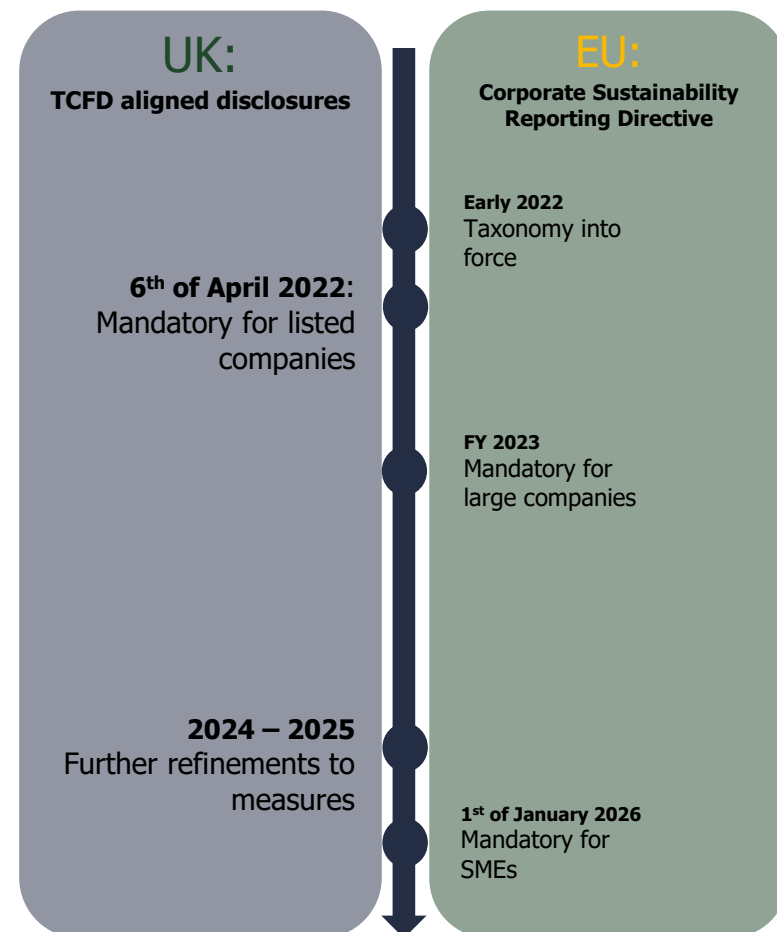 UK:
TCFD aligned disclosures
6th of April 2022:
Mandatory for listed
companies
2024 – 2025
Further refinements to
measures
EU:
Corporate Sustainability
Reporting Directive
Early 2022
Taxonomy into
force
FY 2023
Mandatory for
large companies
1st of January 2026
Mandatory for
SMEs